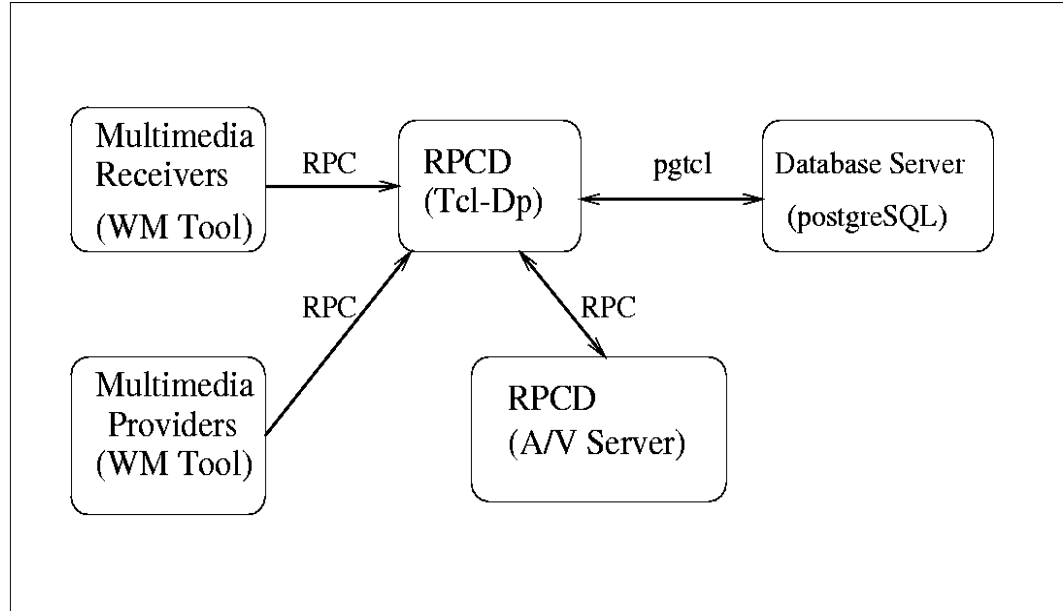 Multimedia
Receivers
(WM Tool)
RPC
RPCD
(Tcl-Dp)
pgtcl
Database Server
(postgreSQL)
RPC
RPC
Multimedia
Providers
(WM Tool)
RPCD
(A/V Server)